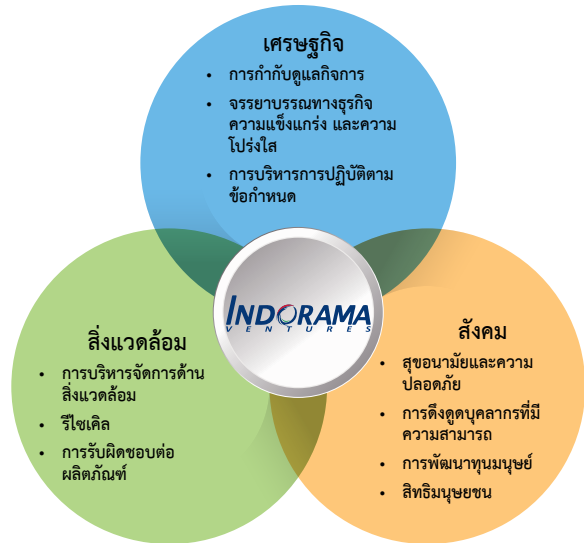 เศรษฐกิจ
• การกำกับดูแลกิจการ
• จรรยาบรรณทางธุรกิจ
ความแข็งแกร่ง และความ
โปร่งใส
• การบริหารการปฏิบัติตาม
ข้อกำหนด
INDORAMA
VENTURES
สิ่งแวดล้อม
• การบริหารจัดการด้าน
สิ่งแวดล้อม
• รีไซเคิล
• การรับผิดชอบต่อ
ผลิตภัณฑ์
สังคม
• สุขอนามัยและความ
ปลอดภัย
• การดึงดูดบุคลากรที่มี
ความสามารถ
• การพัฒนาทุนมนุษย์
• สิทธิมนุษยชน